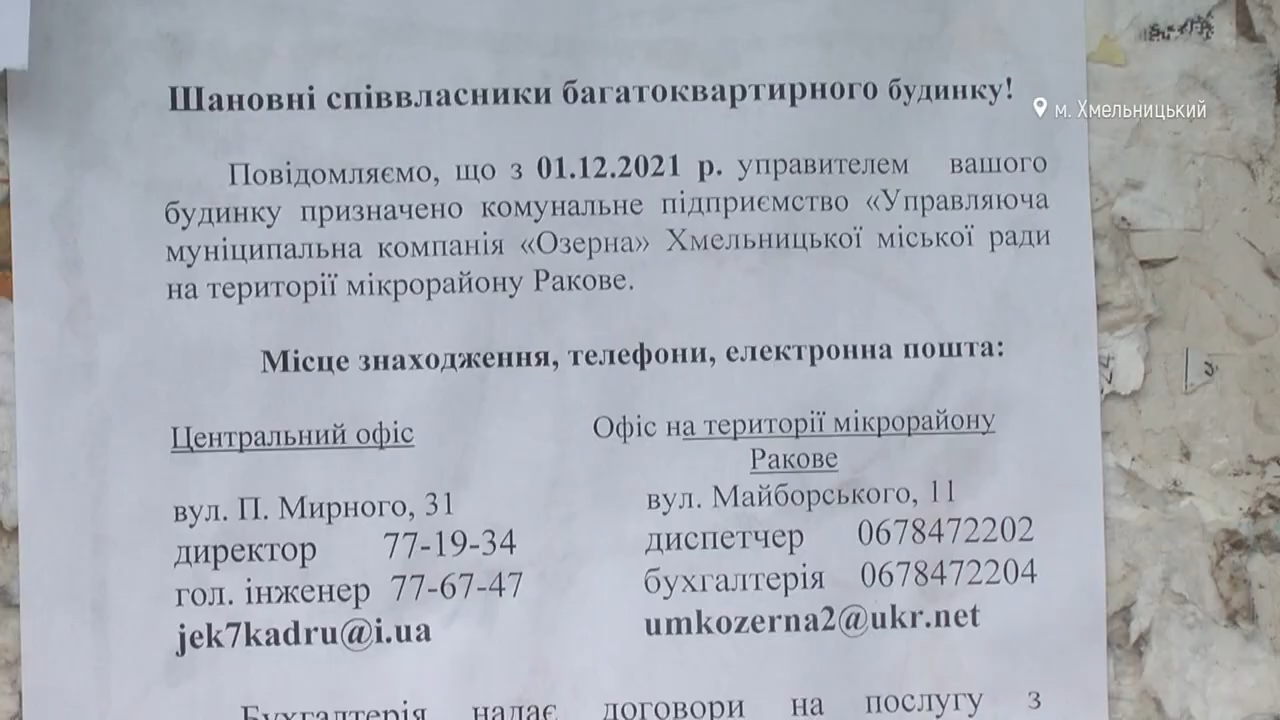 Шановні співвласники багатоквартирного будинку!
м. Хмельницький
Повідомляємо, що з 01.12.2021 р. управителем вашого
будинку призначено комунальне підприємство «Управляюча
муніципальна компанія «Озерна» Хмельницької міської ради
на території мікрорайону Ракове.
Місце знаходження, телефони, електронна пошта:
Центральний офіс
вул. П. Мирного, 31
директор 77-19-34
гол. інженер 77-67-47
jek7kadru@i.ua
Офіс на території мікрорайону
Ракове
вул. Майборського, 11
диспетчер 0678472202
бухгалтерія 0678472204
umkozerna2@ukr.net
Бухгалтерія надає договори на послугу з